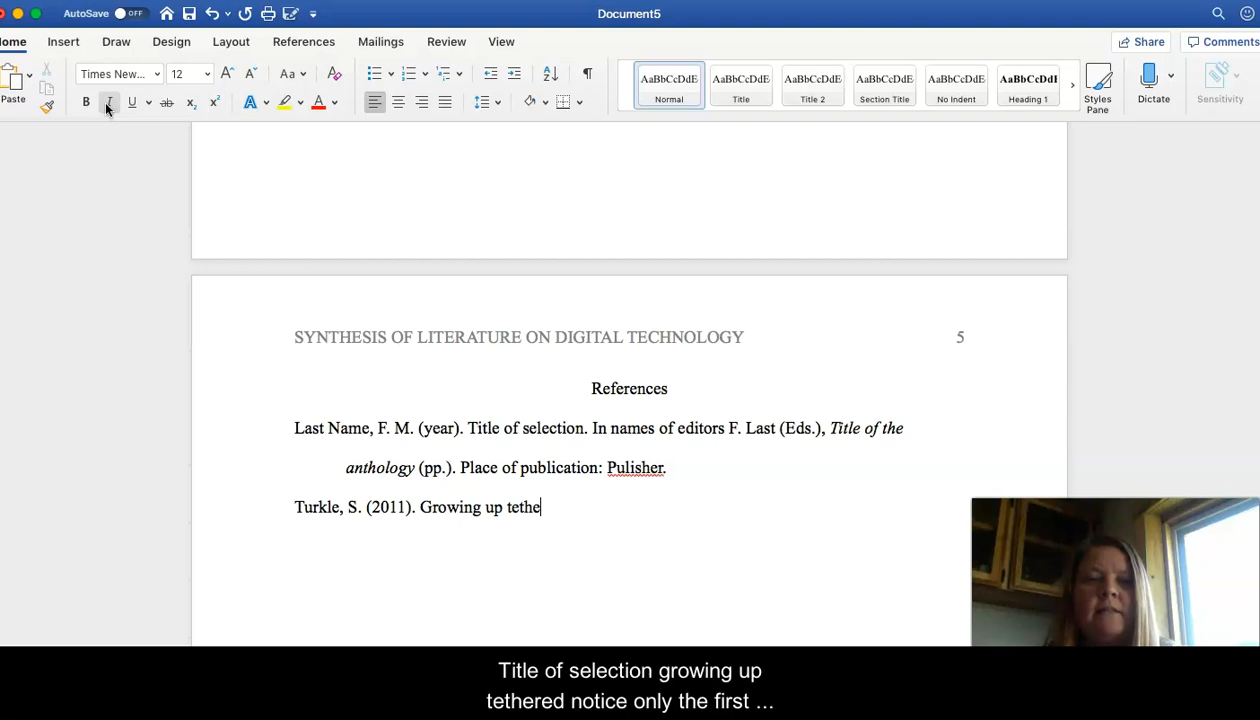 AutoSave OFF Document5
Home Insert Draw Design Layout References Mailings Review View Share Comments
Paste Times New... 12 Aa AaBbCcDdE AaBbCcDdE AaBbCcDdE AaBbCcDdE AaBbCcDdE AaBbCcDdE
B I U ab x₂ x² A A Normal Title Title 2 Section Title No Indent Heading 1 Styles Pane Dictate Sensitivity
SYNTHESIS OF LITERATURE ON DIGITAL TECHNOLOGY 5
References
Last Name, F. M. (year). Title of selection. In names of editors F. Last (Eds.), Title of the
anthology (pp.). Place of publication: Pulisher.
Turkle, S. (2011). Growing up tethe
Title of selection growing up
tethered notice only the first ...